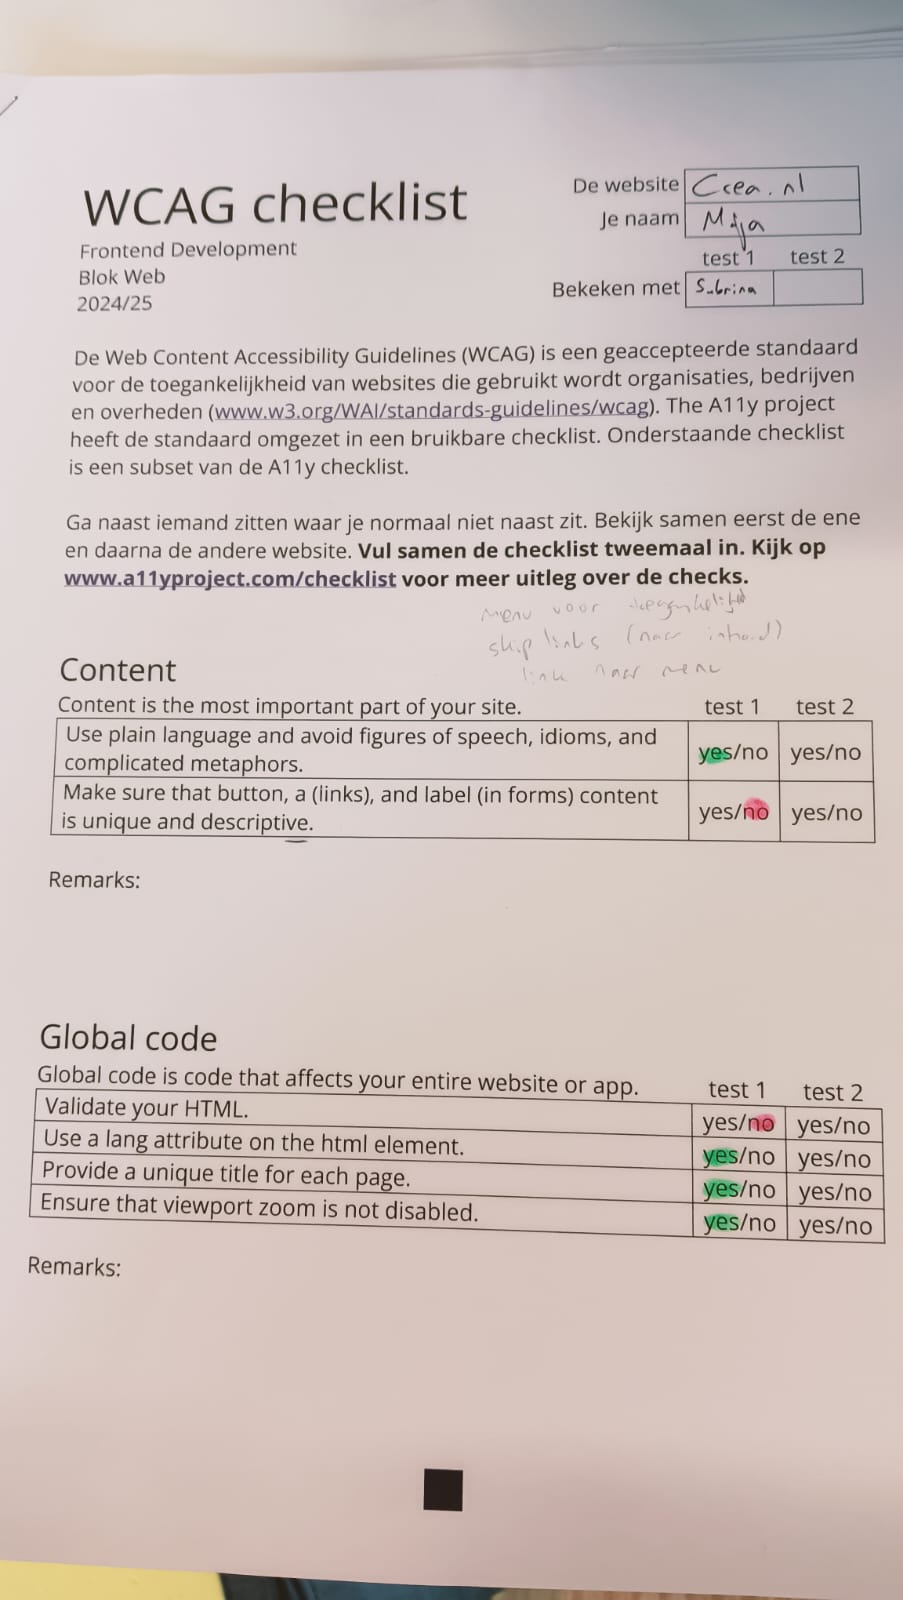 WCAG checklist
Frontend Development
Blok Web
2024/25
De website Crea.nl
Je naam Mija
test 1 test 2
Bekeken met Sabrina
De Web Content Accessibility Guidelines (WCAG) is een geaccepteerde standaard
voor de toegankelijkheid van websites die gebruikt wordt organisaties, bedrijven
en overheden (www.w3.org/WAI/standards-guidelines/wcag). The A11y project
heeft de standaard omgezet in een bruikbare checklist. Onderstaande checklist
is een subset van de A11y checklist.
Ga naast iemand zitten waar je normaal niet naast zit. Bekijk samen eerst de ene
en daarna de andere website. Vul samen de checklist tweemaal in. Kijk op
www.a11yproject.com/checklist voor meer uitleg over de checks.
menu voor toegankelijkheid
skip links (naar inhoud)
link naar menu
Content
Content is the most important part of your site. test 1 test 2
Use plain language and avoid figures of speech, idioms, and
complicated metaphors. yes/no yes/no
Make sure that button, a (links), and label (in forms) content
is unique and descriptive. yes/no yes/no
Remarks:
Global code
Global code is code that affects your entire website or app. test 1 test 2
Validate your HTML. yes/no yes/no
Use a lang attribute on the html element. yes/no yes/no
Provide a unique title for each page. yes/no yes/no
Ensure that viewport zoom is not disabled. yes/no yes/no
Remarks: